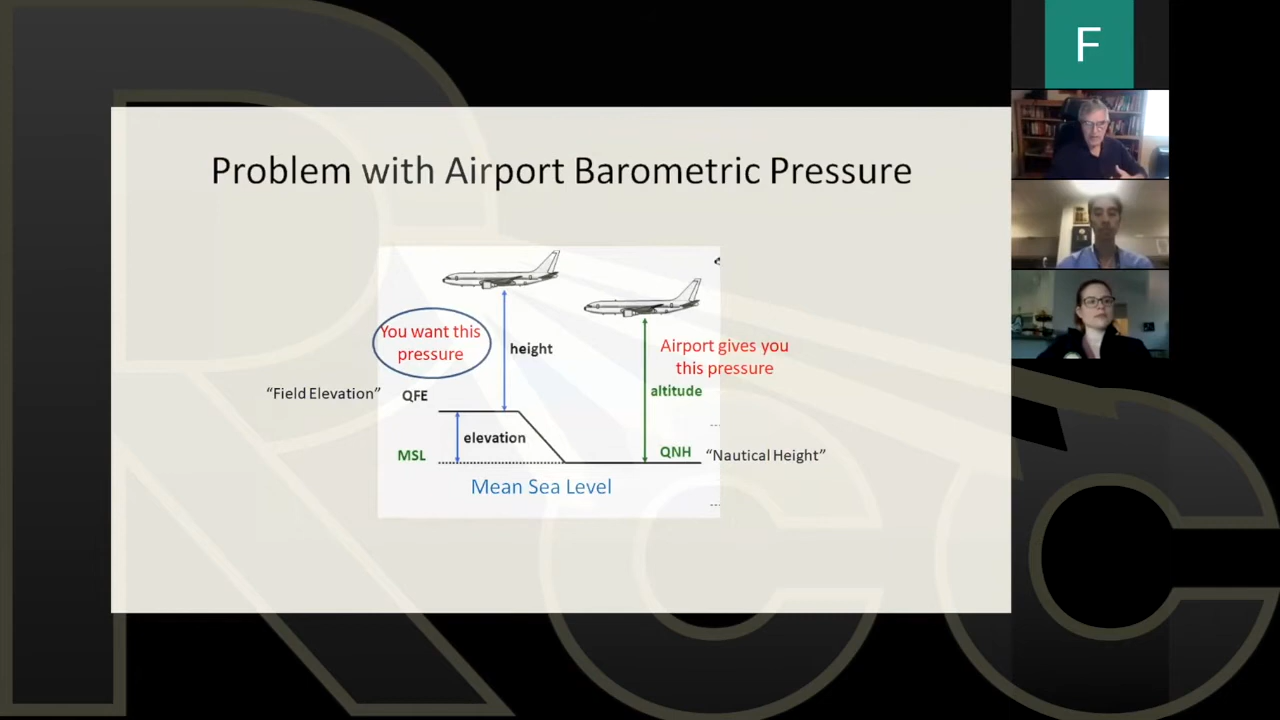 F
Problem with Airport Barometric Pressure
You want this
pressure
height
Airport gives you
this pressure
altitude
“Field Elevation”
QFE
elevation
MSL
QNH
“Nautical Height”
Mean Sea Level
RCC